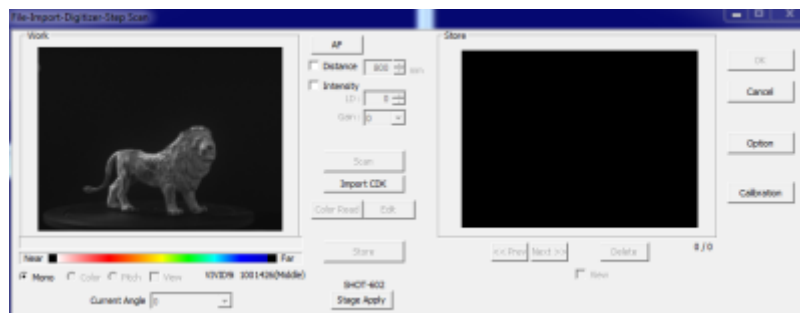 File-Import-Digitizer-Step Scan
Work
AF
Distance 800 mm
Intensity
LD: 0
Gain: 0
Scan
Import CDK
Color Read Edit
Store
Near Far
Mono Color Pitch View VIVID9i 1001426(Middle)
Current Angle 0
SHOT-602
Stage Apply
Store
<< Prev Next >> Delete 0 / 0
New
OK
Cancel
Option
Calibration